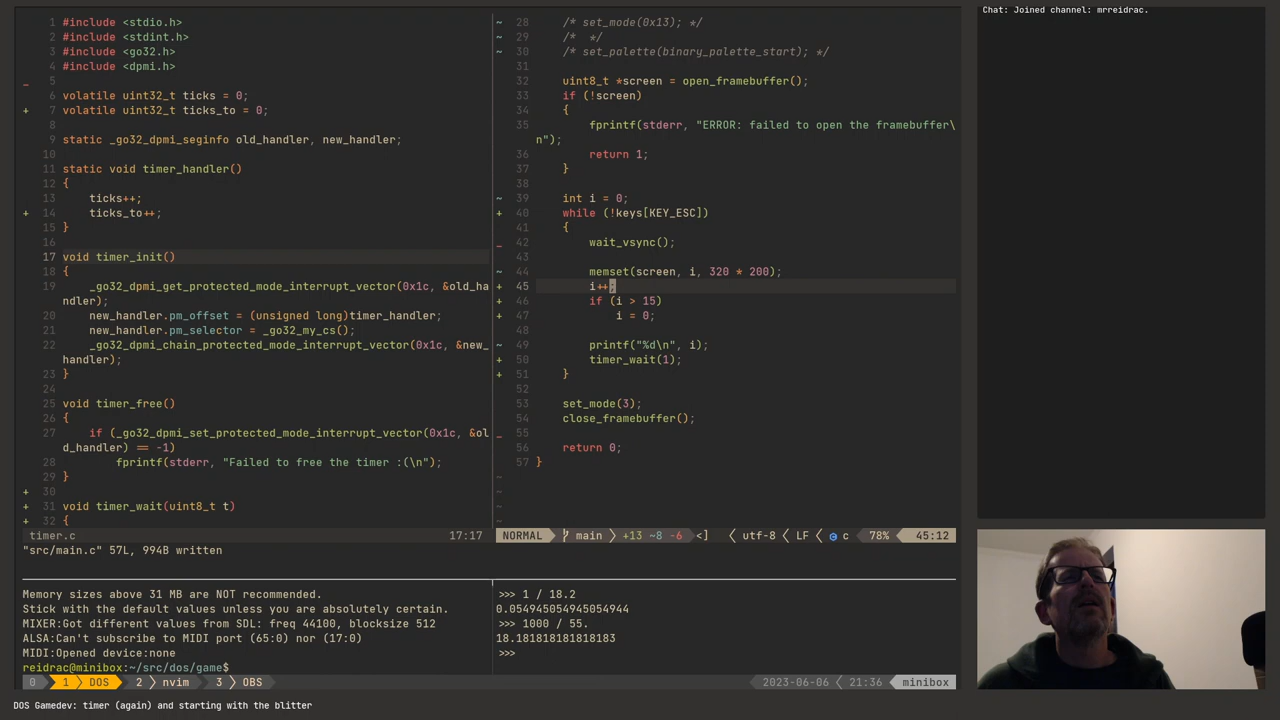 Chat: Joined channel: mrreidrac.
1 #include <stdio.h>
2 #include <stdint.h>
3 #include <go32.h>
4 #include <dpmi.h>
_ 5
6 volatile uint32_t ticks = 0;
+ 7 volatile uint32_t ticks_to = 0;
8
9 static _go32_dpmi_seginfo old_handler, new_handler;
10
11 static void timer_handler()
12 {
13 ticks++;
+ 14 ticks_to++;
15 }
16
17 void timer_init()
18 {
19 _go32_dpmi_get_protected_mode_interrupt_vector(0x1c, &old_ha
ndler);
20 new_handler.pm_offset = (unsigned long)timer_handler;
21 new_handler.pm_selector = _go32_my_cs();
22 _go32_dpmi_chain_protected_mode_interrupt_vector(0x1c, &new_
handler);
23 }
24
25 void timer_free()
26 {
27 if (_go32_dpmi_set_protected_mode_interrupt_vector(0x1c, &ol
d_handler) == -1)
28 fprintf(stderr, "Failed to free the timer :(\n");
29 }
+ 30
+ 31 void timer_wait(uint8_t t)
+ 32 {
timer.c 17:17
~ 28 /* set_mode(0x13); */
~ 29 /* */
~ 30 /* set_palette(binary_palette_start); */
31
32 uint8_t *screen = open_framebuffer();
33 if (!screen)
34 {
35 fprintf(stderr, "ERROR: failed to open the framebuffer\
n");
36 return 1;
37 }
38
~ 39 int i = 0;
+ 40 while (!keys[KEY_ESC])
41 {
_ 42 wait_vsync();
43
~ 44 memset(screen, i, 320 * 200);
+ 45 i++;
+ 46 if (i > 15)
+ 47 i = 0;
48
~ 49 printf("%d\n", i);
+ 50 timer_wait(1);
+ 51 }
52
53 set_mode(3);
54 close_framebuffer();
_ 55
56 return 0;
57 }
~
~
~
~
NORMAL main +13 ~8 -6 <] utf-8 LF c 78% 45:12
"src/main.c" 57L, 994B written
Memory sizes above 31 MB are NOT recommended.
Stick with the default values unless you are absolutely certain.
MIXER:Got different values from SDL: freq 44100, blocksize 512
ALSA:Can't subscribe to MIDI port (65:0) nor (17:0)
MIDI:Opened device:none
reidrac@minibox:~/src/dos/game$
>>> 1 / 18.2
0.054945054945054944
>>> 1000 / 55.
18.181818181818183
>>>
0 1 DOS 2 nvim 3 OBS 2023-06-06 21:36 minibox
DOS Gamedev: timer (again) and starting with the blitter